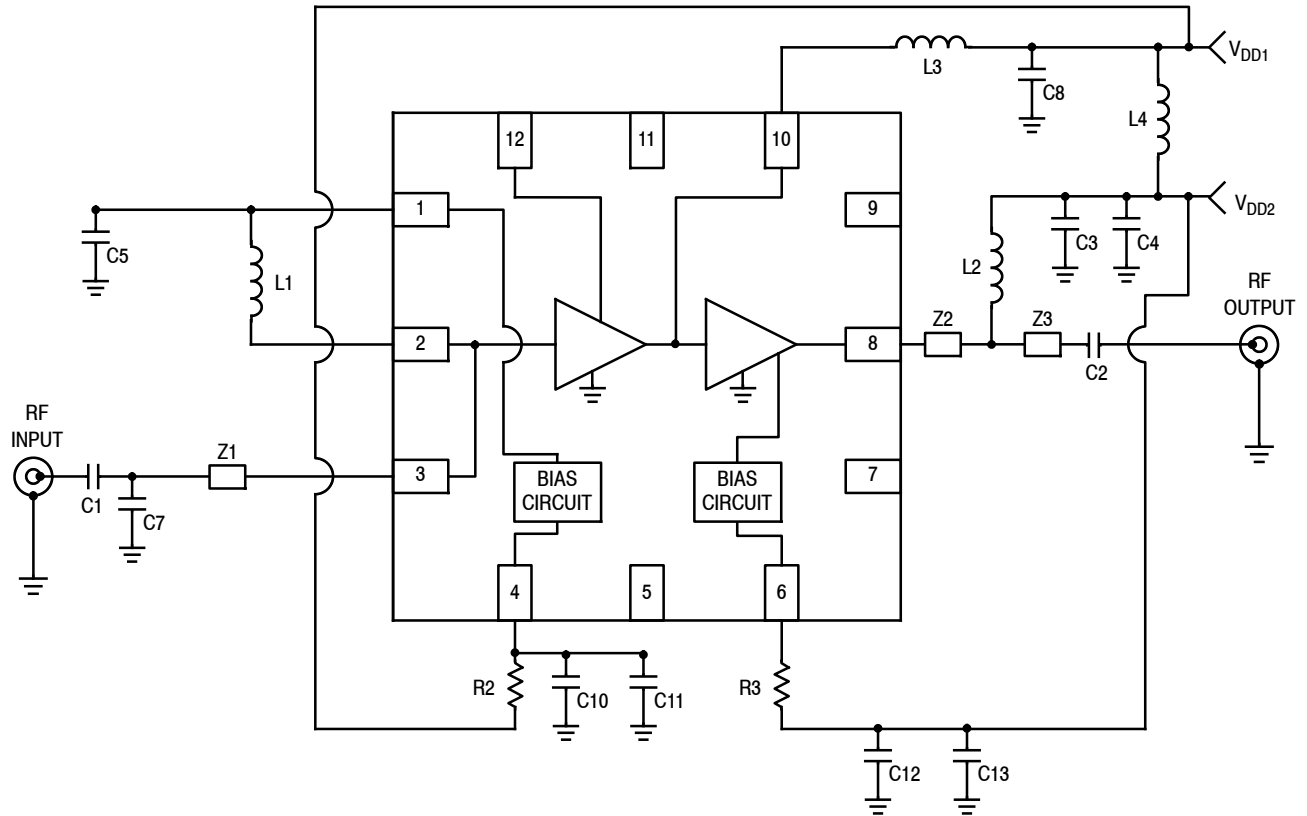 V_DD1
L3
C8
L4
12
11
10
1
9
V_DD2
C5
L1
C3
C4
L2
RF
OUTPUT
2
8
Z2
Z3
C2
RF
INPUT
Z1
3
BIAS
CIRCUIT
BIAS
CIRCUIT
7
C1
C7
4
5
6
R2
C10
C11
R3
C12
C13